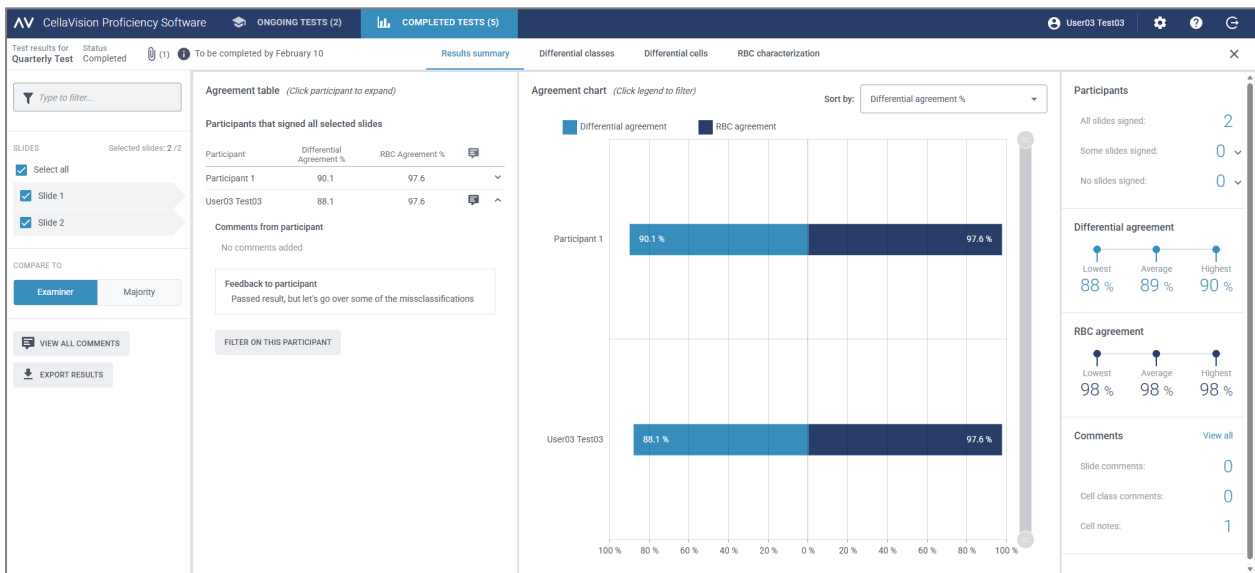 CellaVision Proficiency Software
ONGOING TESTS (2)
COMPLETED TESTS (5)
User03 Test03
Test results for
Quarterly Test
Status
Completed
(1)
To be completed by February 10
Results summary
Differential classes
Differential cells
RBC characterization
Type to filter...
SLIDES
Selected slides: 2 /2
Select all
Slide 1
Slide 2
COMPARE TO
Examiner
Majority
VIEW ALL COMMENTS
EXPORT RESULTS
Agreement table (Click participant to expand)
Participants that signed all selected slides
Participant
Differential
Agreement %
RBC Agreement %
Participant 1 90.1 97.6
User03 Test03 88.1 97.6
Comments from participant
No comments added
Feedback to participant
Passed result, but let's go over some of the missclassifications
FILTER ON THIS PARTICIPANT
Agreement chart (Click legend to filter)
Sort by:
Differential agreement %
Differential agreement
RBC agreement
Participant 1
90.1 %
97.6 %
User03 Test03
88.1 %
97.6 %
100 % 80 % 60 % 40 % 20 % 0 % 20 % 40 % 60 % 80 % 100 %
Participants
All slides signed: 2
Some slides signed: 0
No slides signed: 0
Differential agreement
Lowest Average Highest
88 % 89 % 90 %
RBC agreement
Lowest Average Highest
98 % 98 % 98 %
Comments
View all
Slide comments: 0
Cell class comments: 0
Cell notes: 1